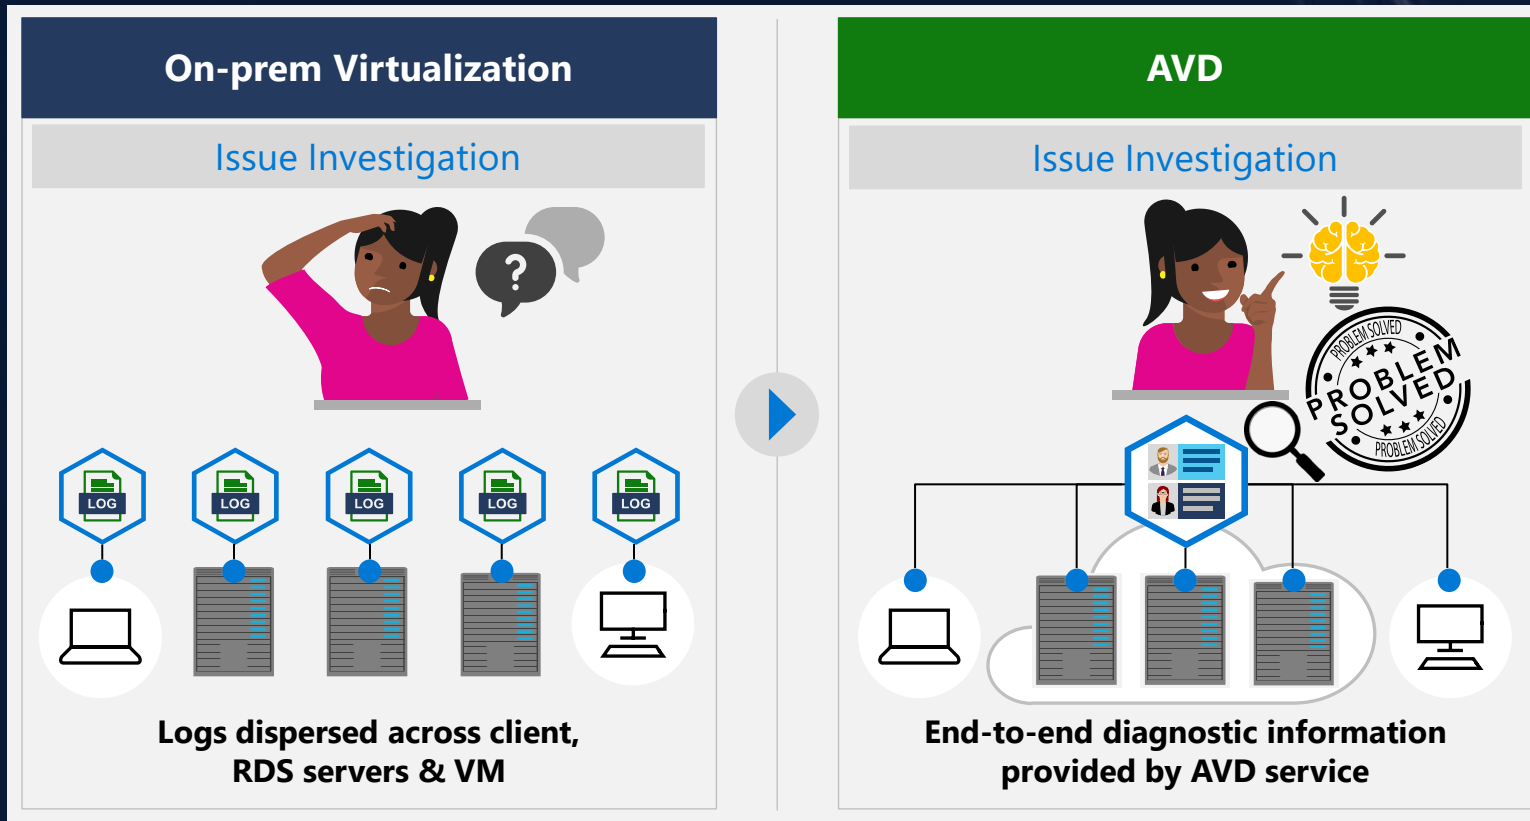 On-prem Virtualization
Issue Investigation
?
LOG
LOG
LOG
LOG
LOG
Logs dispersed across client,
RDS servers & VM
AVD
Issue Investigation
PROBLEM SOLVED
PROBLEM
SOLVED
PROBLEM SOLVED
End-to-end diagnostic information
provided by AVD service